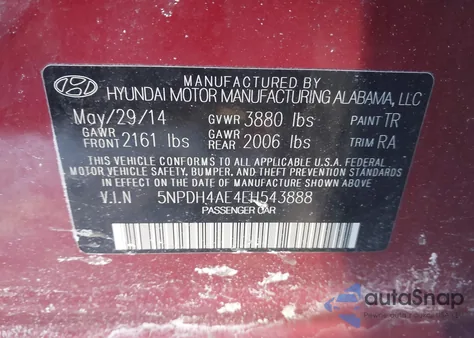 MANUFACTURED BY
HYUNDAI MOTOR MANUFACTURING ALABAMA, LLC
May/29/14 GVWR 3880 lbs PAINT TR
GAWR FRONT 2161 lbs GAWR REAR 2006 lbs TRIM RA
THIS VEHICLE CONFORMS TO ALL APPLICABLE U.S.A. FEDERAL
MOTOR VEHICLE SAFETY, BUMPER, AND THEFT PREVENTION STANDARDS
IN EFFECT ON THE DATE OF MANUFACTURE SHOWN ABOVE.
V.I.N 5NPDH4AE4EH543888
PASSENGER CAR
autoSnap